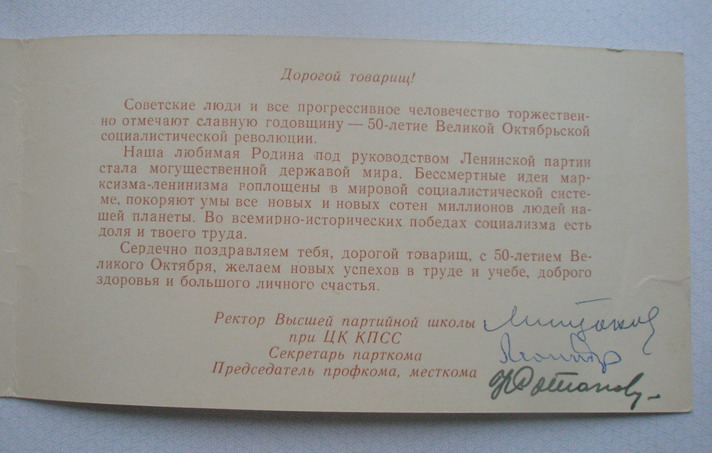 Дорогой товарищ!
Советские люди и все прогрессивное человечество торжествен-
но отмечают славную годовщину — 50-летие Великой Октябрьской
социалистической революции.
Наша любимая Родина под руководством Ленинской партии
стала могущественной державой мира. Бессмертные идеи мар-
ксизма-ленинизма воплощены в мировой социалистической систе-
ме, покоряют умы все новых и новых сотен миллионов людей на-
шей планеты. Во всемирно-исторических победах социализма есть
доля и твоего труда.
Сердечно поздравляем тебя, дорогой товарищ, с 50-летием Ве-
ликого Октября, желаем новых успехов в труде и учебе, доброго
здоровья и большого личного счастья.
Ректор Высшей партийной школы
при ЦК КПСС
Секретарь парткома
Председатель профкома, месткома